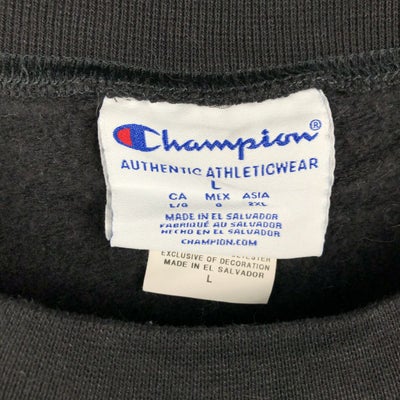 Champion®
AUTHENTIC ATHLETICWEAR
L
CA MEX ASIA
L/G G 2XL
MADE IN EL SALVADOR
FABRIQUÉ AU SALVADOR
HECHO EN EL SALVADOR
CHAMPION.COM
EXCLUSIVE OF DECORATION
MADE IN EL SALVADOR
L